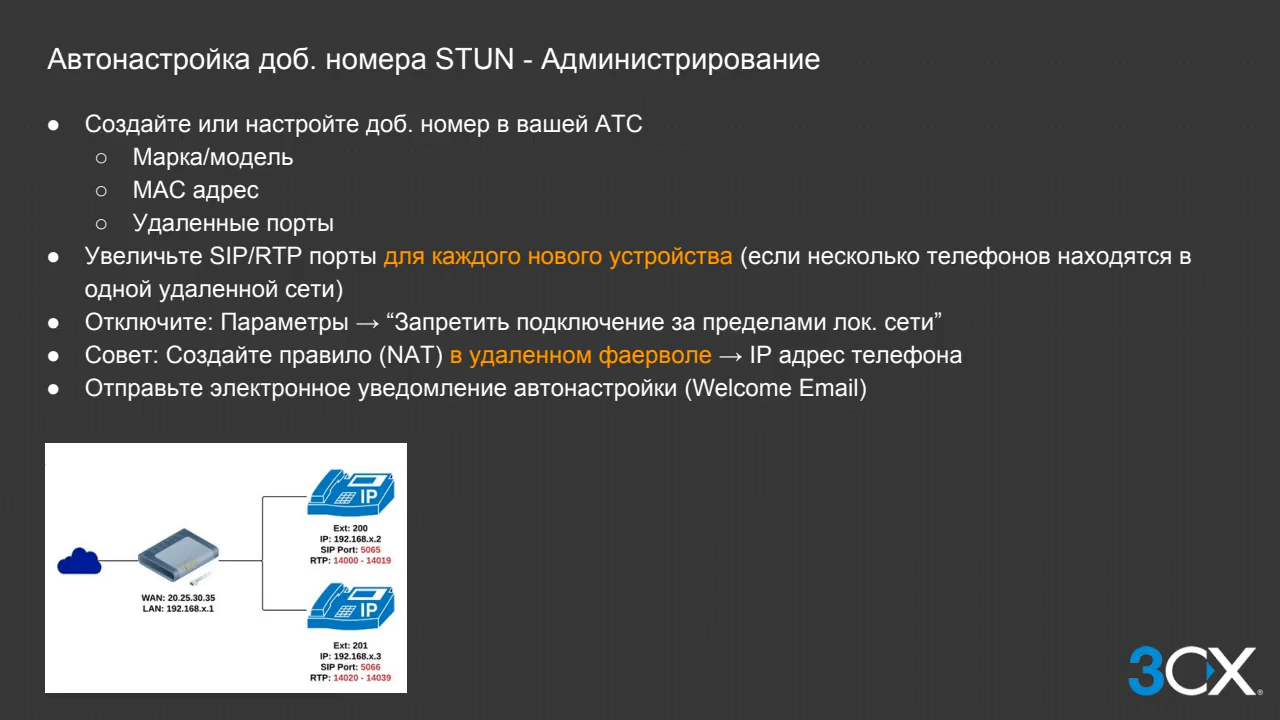 Автонастройка доб. номера STUN - Администрирование
● Создайте или настройте доб. номер в вашей АТС
○ Марка/модель
○ MAC адрес
○ Удаленные порты
● Увеличьте SIP/RTP порты для каждого нового устройства (если несколько телефонов находятся в
одной удаленной сети)
● Отключите: Параметры → “Запретить подключение за пределами лок. сети”
● Совет: Создайте правило (NAT) в удаленном фаерволе → IP адрес телефона
● Отправьте электронное уведомление автонастройки (Welcome Email)
IP
Ext: 200
IP: 192.168.x.2
SIP Port: 5065
RTP: 14000 - 14019
WAN: 20.25.30.35
LAN: 192.168.x.1
IP
Ext: 201
IP: 192.168.x.3
SIP Port: 5066
RTP: 14020 - 14039
3CX®